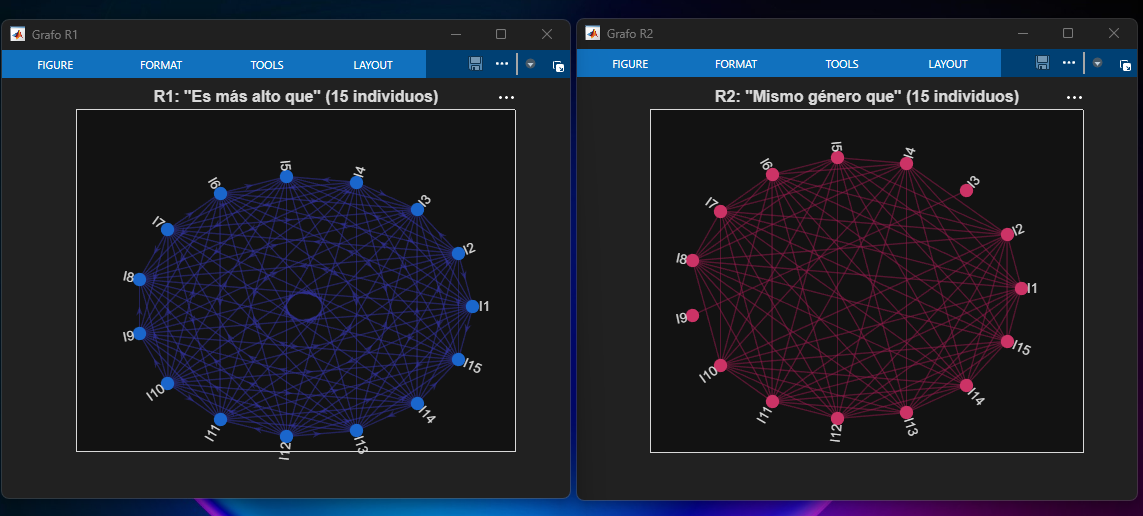 Grafo R1
FIGURE FORMAT TOOLS LAYOUT
R1: "Es más alto que" (15 individuos)
I5
I4
I6
I3
I7
I2
I8
I1
I9
I15
I10
I14
I11
I13
I12
Grafo R2
FIGURE FORMAT TOOLS LAYOUT
R2: "Mismo género que" (15 individuos)
I5
I4
I6
I3
I7
I2
I8
I1
I9
I15
I10
I14
I11
I13
I12